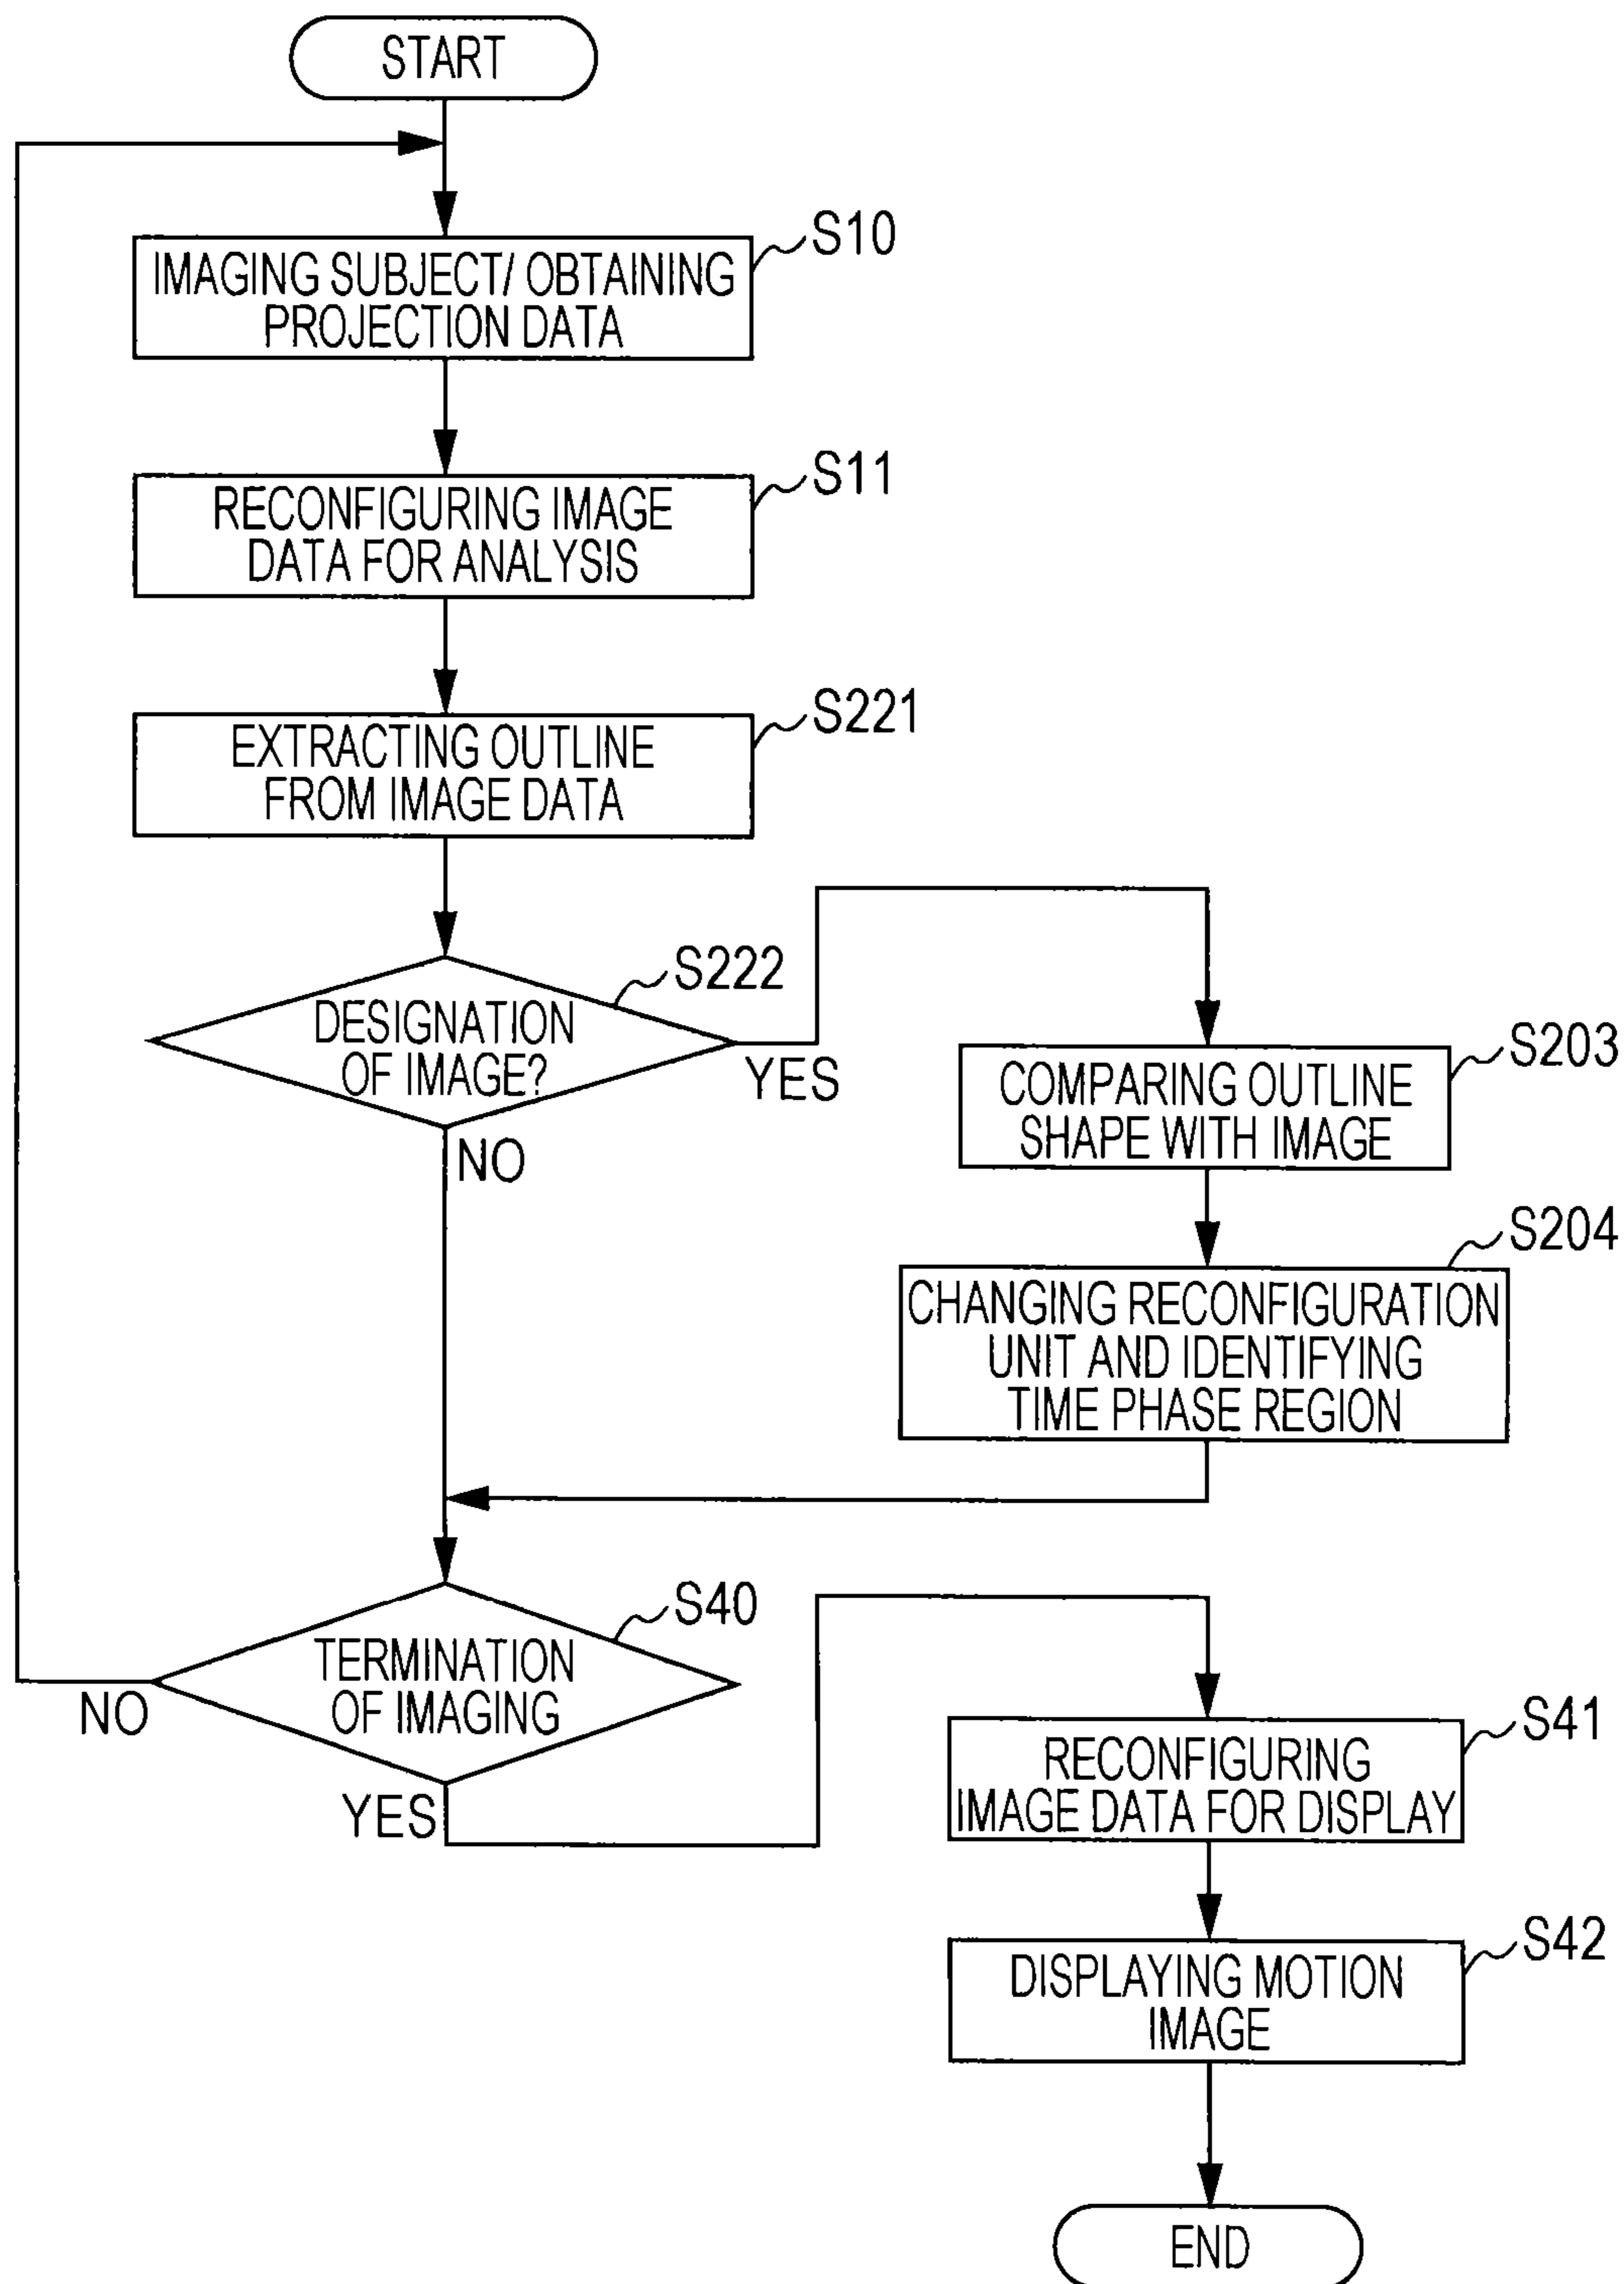 START
S10
IMAGING SUBJECT/ OBTAINING
PROJECTION DATA
S11
RECONFIGURING IMAGE
DATA FOR ANALYSIS
S221
EXTRACTING OUTLINE
FROM IMAGE DATA
S222
DESIGNATION
OF IMAGE?
YES
NO
S203
COMPARING OUTLINE
SHAPE WITH IMAGE
S204
CHANGING RECONFIGURATION
UNIT AND IDENTIFYING
TIME PHASE REGION
S40
TERMINATION
OF IMAGING
NO
YES
S41
RECONFIGURING
IMAGE DATA FOR DISPLAY
S42
DISPLAYING MOTION
IMAGE
END